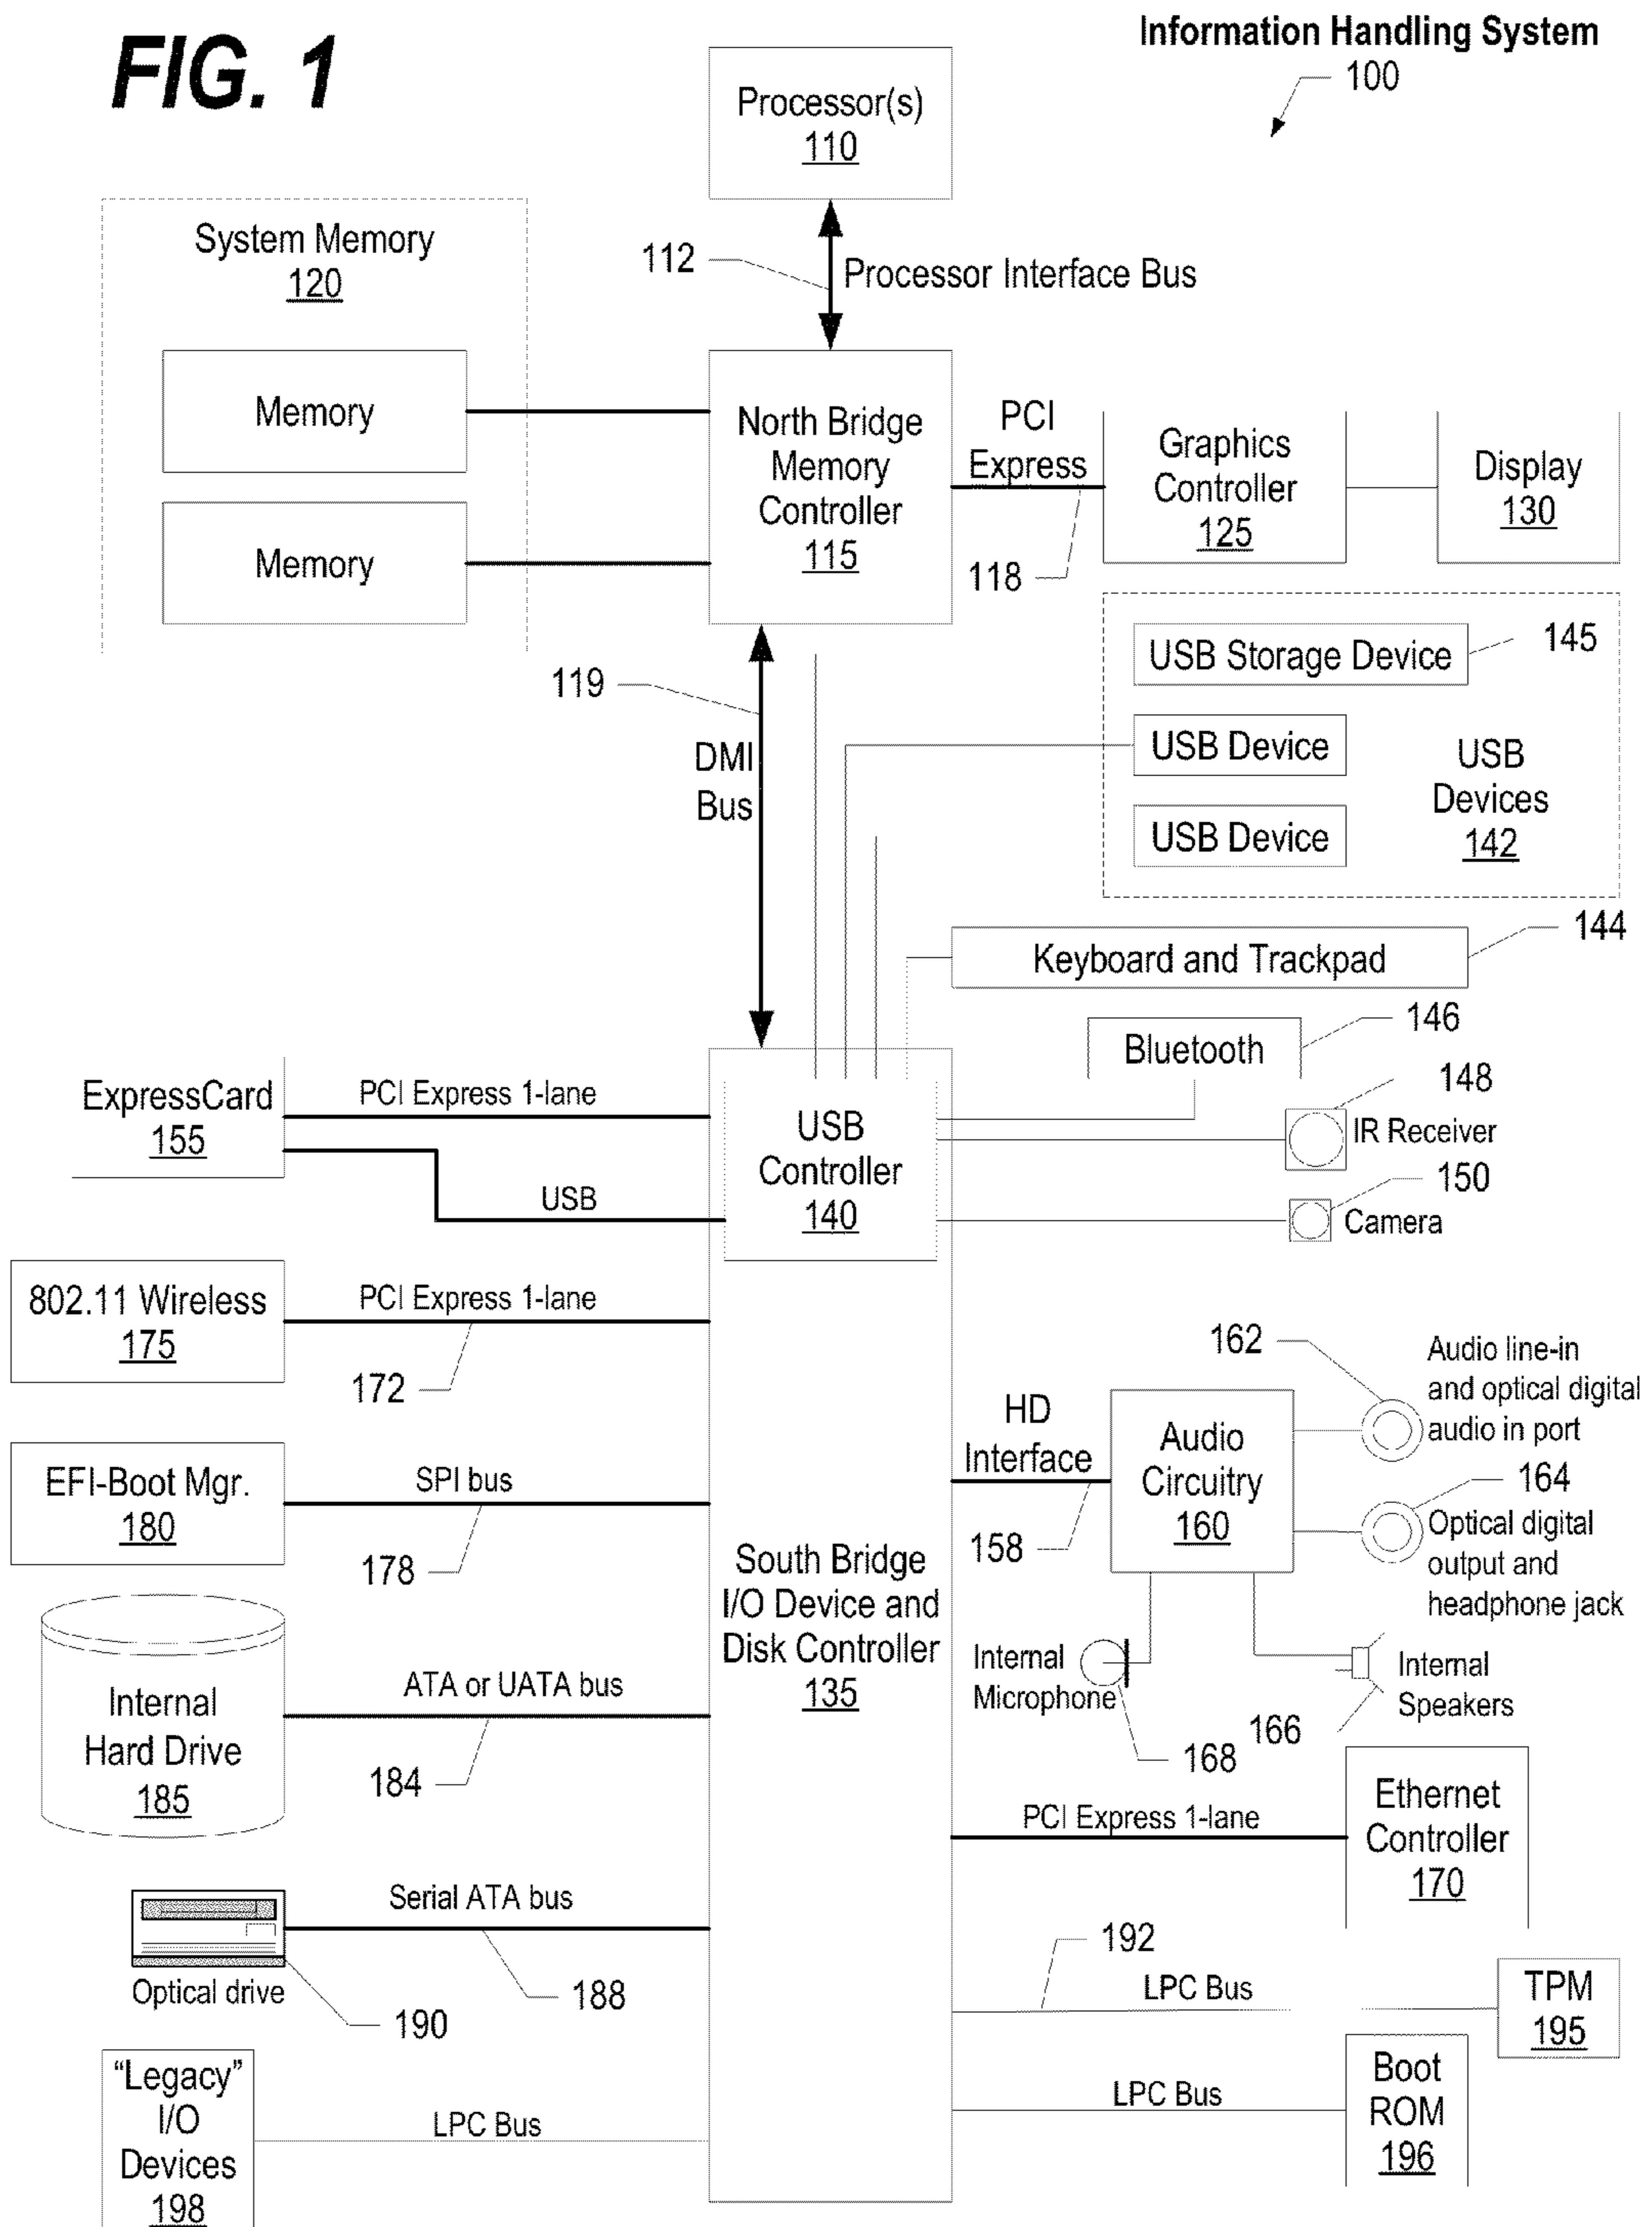 FIG. 1
Information Handling System
100
Processor(s)
110
112
Processor Interface Bus
System Memory
120
Memory
Memory
North Bridge
Memory
Controller
115
PCI
Express
118
Graphics
Controller
125
Display
130
119
DMI
Bus
USB Storage Device
145
USB Device
USB Device
USB
Devices
142
Keyboard and Trackpad
144
Bluetooth
146
148
IR Receiver
150
Camera
ExpressCard
155
PCI Express 1-lane
USB
USB
Controller
140
802.11 Wireless
175
PCI Express 1-lane
172
EFI-Boot Mgr.
180
SPI bus
178
Internal
Hard Drive
185
ATA or UATA bus
184
Optical drive
190
Serial ATA bus
188
"Legacy"
I/O
Devices
198
LPC Bus
South Bridge
I/O Device and
Disk Controller
135
HD
Interface
158
Audio
Circuitry
160
162
Audio line-in
and optical digital
audio in port
164
Optical digital
output and
headphone jack
Internal
Microphone
168
166
Internal
Speakers
PCI Express 1-lane
Ethernet
Controller
170
192
LPC Bus
TPM
195
LPC Bus
Boot
ROM
196